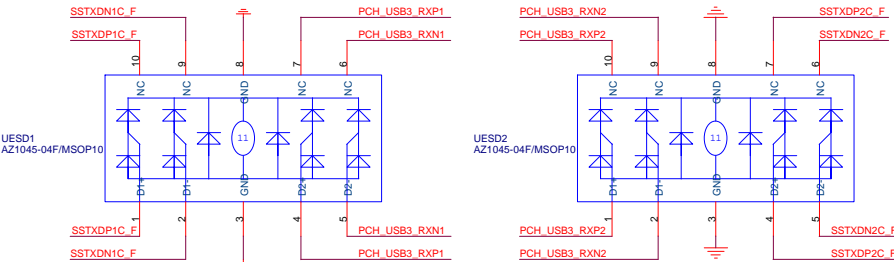 SSTXDN1C_F
PCH_USB3_RXP1
PCH_USB3_RXN2
SSTXDP2C_F
SSTXDP1C_F
PCH_USB3_RXN1
PCH_USB3_RXP2
SSTXDN2C_F
10
9
8
7
6
10
9
8
7
6
NC
NC
GND
NC
NC
NC
NC
GND
NC
NC
UESD1
AZ1045-04F/MSOP10
11
UESD2
AZ1045-04F/MSOP10
11
D1+
D1-
GND
D2+
D2-
D1+
D1-
GND
D2+
D2-
1
2
3
4
5
1
2
3
4
5
SSTXDP1C_F
PCH_USB3_RXN1
PCH_USB3_RXP2
SSTXDN2C_F
SSTXDN1C_F
PCH_USB3_RXP1
PCH_USB3_RXN2
SSTXDP2C_F